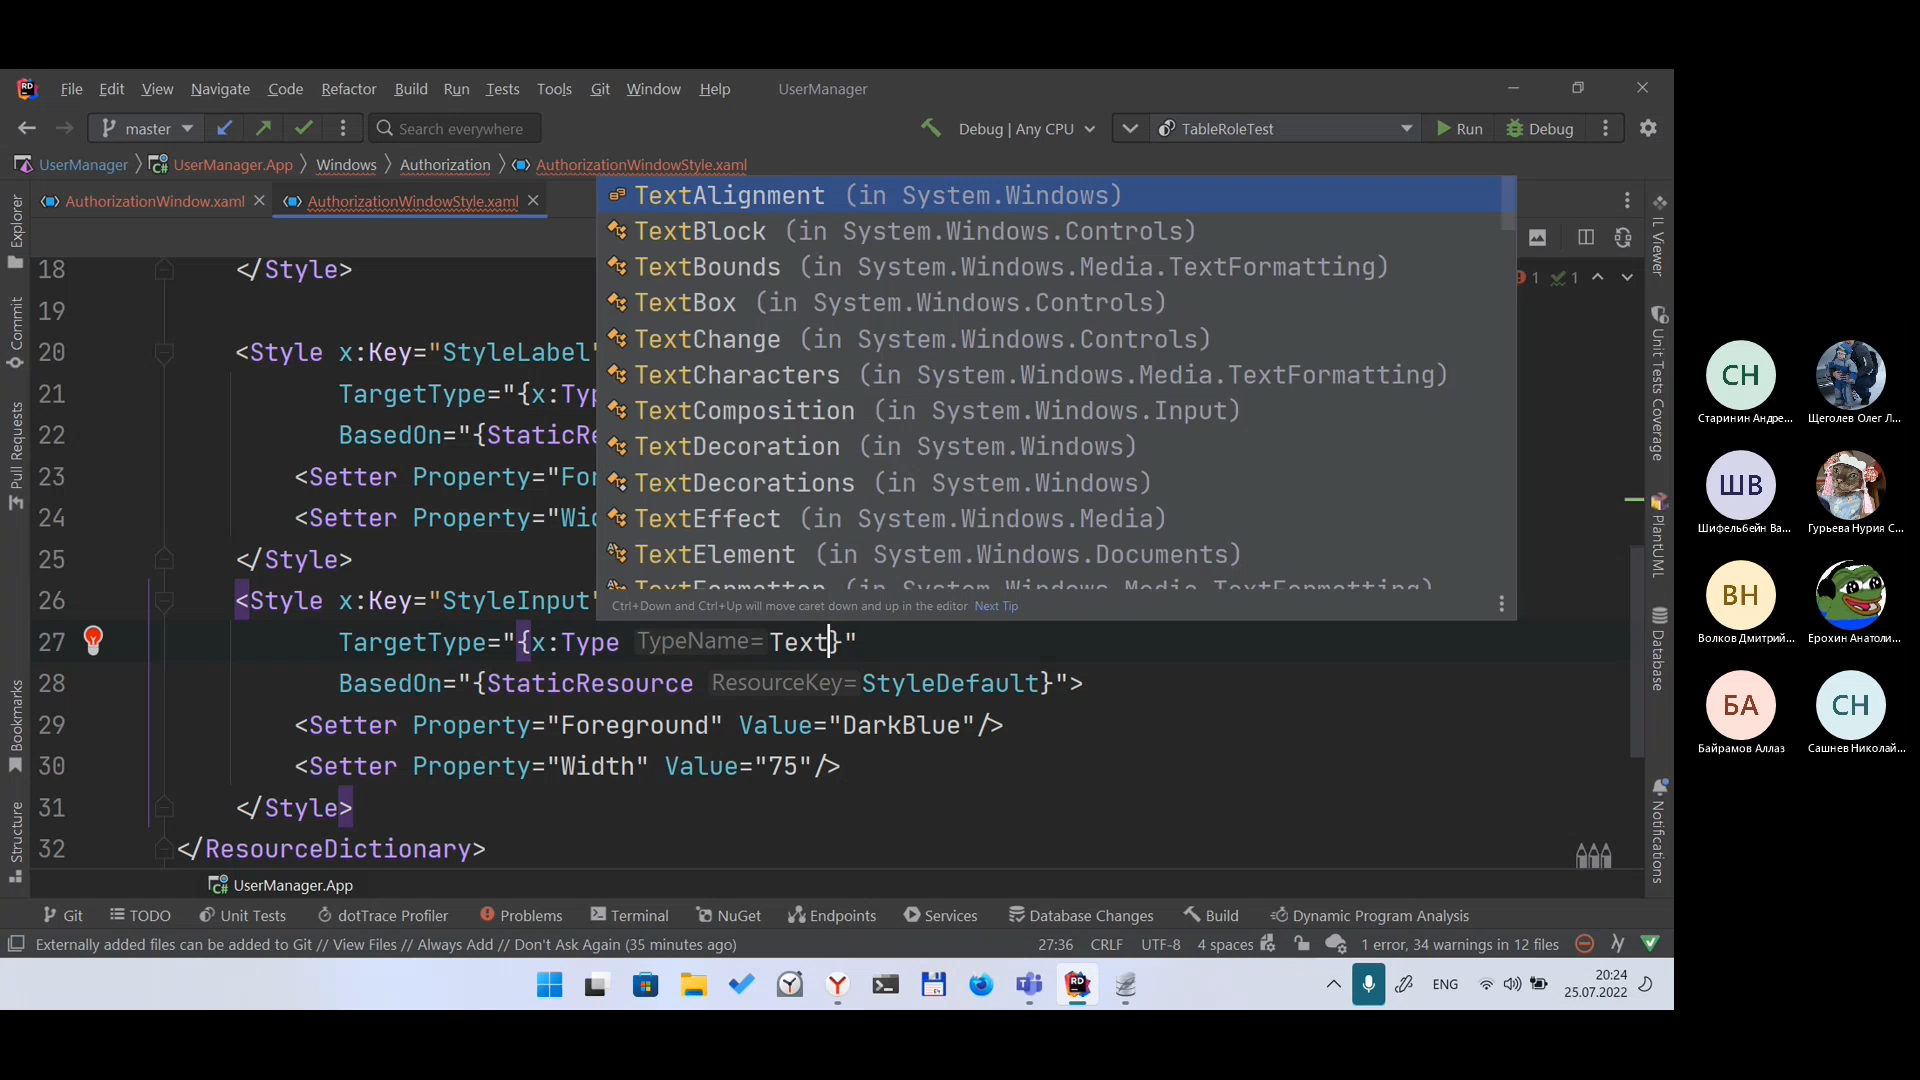 File Edit View Navigate Code Refactor Build Run Tests Tools Git Window Help UserManager
master Search everywhere Debug | Any CPU TableRoleTest Run Debug
UserManager UserManager.App Windows Authorization AuthorizationWindowStyle.xaml
AuthorizationWindow.xaml AuthorizationWindowStyle.xaml
TextAlignment (in System.Windows)
TextBlock (in System.Windows.Controls)
TextBounds (in System.Windows.Media.TextFormatting)
TextBox (in System.Windows.Controls)
TextChange (in System.Windows.Controls)
TextCharacters (in System.Windows.Media.TextFormatting)
TextComposition (in System.Windows.Input)
TextDecoration (in System.Windows)
TextDecorations (in System.Windows)
TextEffect (in System.Windows.Media)
TextElement (in System.Windows.Documents)
TextFormatter (in System.Windows.Media.TextFormatting)
Ctrl+Down and Ctrl+Up will move caret down and up in the editor Next Tip
1 1
18 </Style>
19
20 <Style x:Key="StyleLabel"
21 TargetType="{x:Typ
22 BasedOn="{StaticRe
23 <Setter Property="For
24 <Setter Property="Wid
25 </Style>
26 <Style x:Key="StyleInput"
27 TargetType="{x:Type TypeName=Text}"
28 BasedOn="{StaticResource ResourceKey=StyleDefault}">
29 <Setter Property="Foreground" Value="DarkBlue"/>
30 <Setter Property="Width" Value="75"/>
31 </Style>
32 </ResourceDictionary>
UserManager.App
Git TODO Unit Tests dotTrace Profiler Problems Terminal NuGet Endpoints Services Database Changes Build Dynamic Program Analysis
Externally added files can be added to Git // View Files // Always Add // Don't Ask Again (35 minutes ago) 27:36 CRLF UTF-8 4 spaces 1 error, 34 warnings in 12 files
ENG 20:24
25.07.2022
Explorer
Commit
Pull Requests
Bookmarks
Structure
IL Viewer
Unit Tests Coverage
PlantUML
Database
Notifications
СН
Старинин Андре... Щеголев Олег Л...
ШВ
Шифельбейн Ва... Гурьева Нурия С...
ВН
Волков Дмитрий... Ерохин Анатоли...
БА СН
Байрамов Аллаз Сашнев Николай...